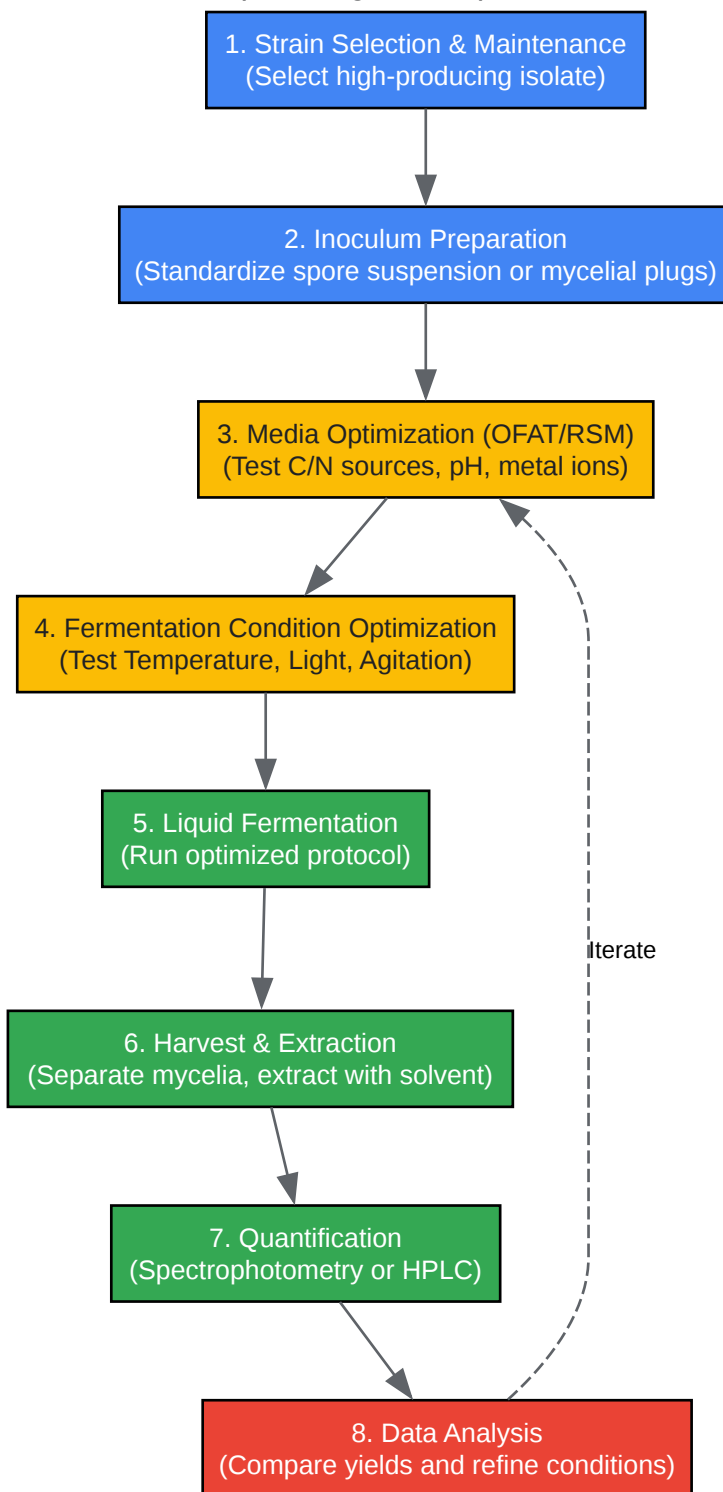 1. Strain Selection & Maintenance
(Select high-producing isolate)
2. Inoculum Preparation
(Standardize spore suspension or mycelial plugs)
3. Media Optimization (OFAT/RSM)
(Test C/N sources, pH, metal ions)
4. Fermentation Condition Optimization
(Test Temperature, Light, Agitation)
5. Liquid Fermentation
(Run optimized protocol)
Iterate
6. Harvest & Extraction
(Separate mycelia, extract with solvent)
7. Quantification
(Spectrophotometry or HPLC)
8. Data Analysis
(Compare yields and refine conditions)